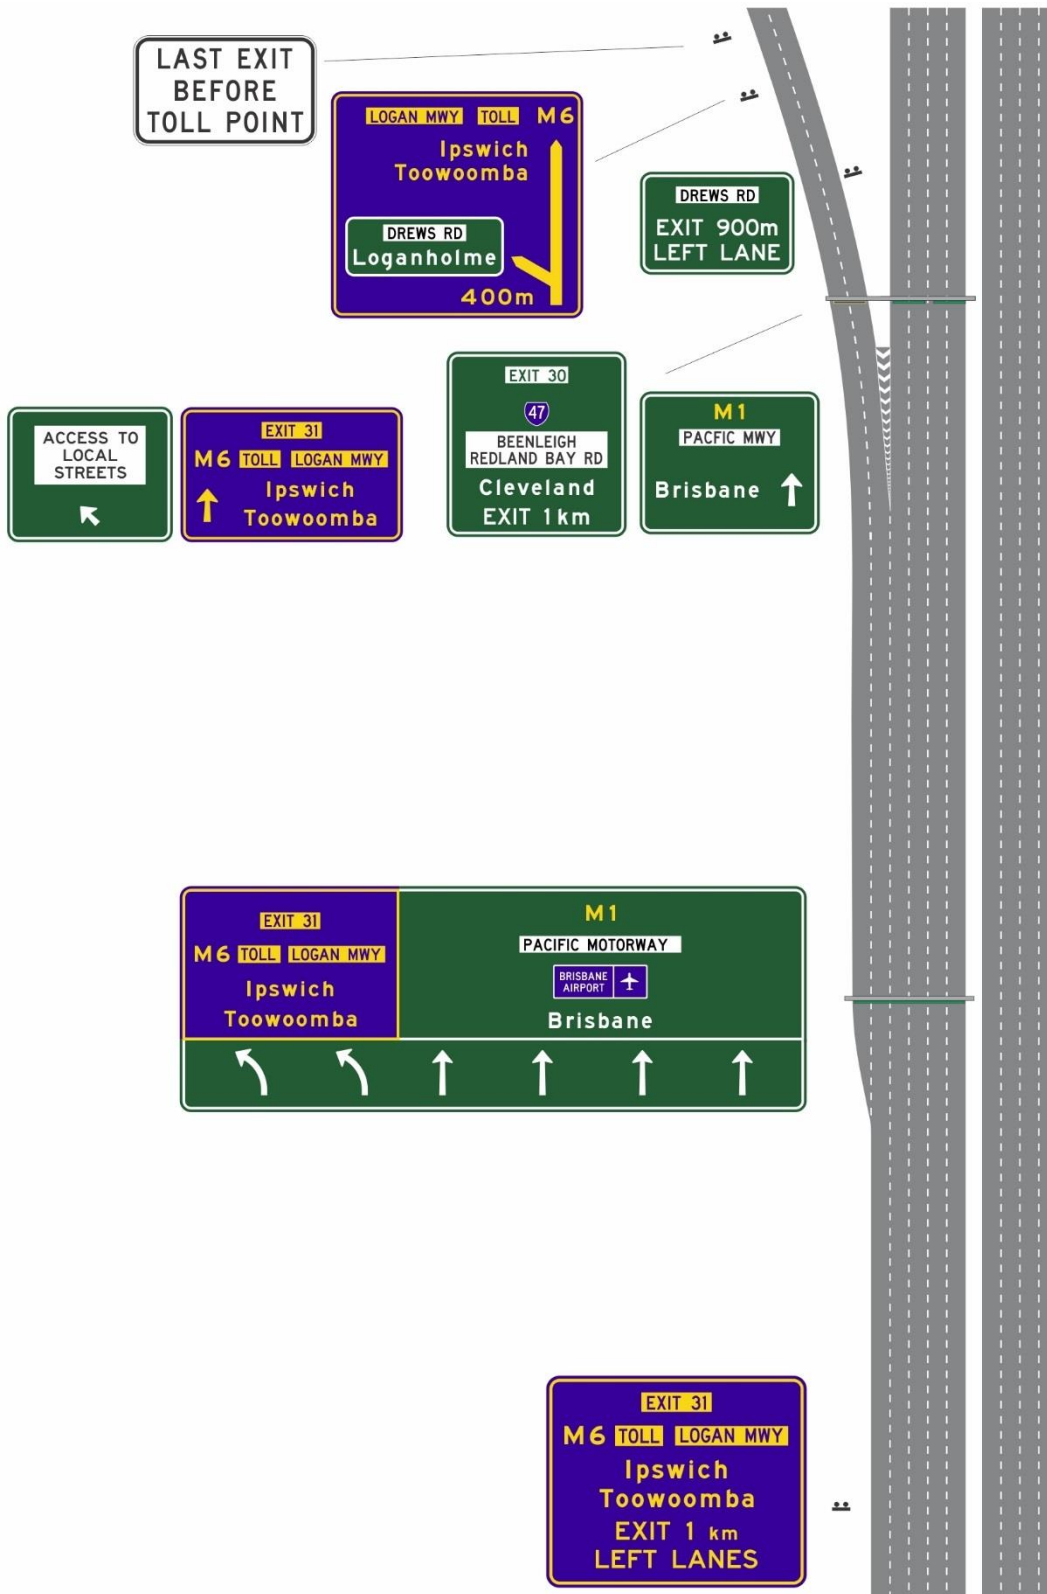 LAST EXIT
BEFORE
TOLL POINT
LOGAN MWY TOLL M6
Ipswich
Toowoomba
DREWS RD
Loganholme
400m
DREWS RD
EXIT 900m
LEFT LANE
ACCESS TO
LOCAL
STREETS
EXIT 31
M6 TOLL LOGAN MWY
Ipswich
Toowoomba
EXIT 30
47
BEENLEIGH
REDLAND BAY RD
Cleveland
EXIT 1km
M1
PACFIC MWY
Brisbane
EXIT 31
M6 TOLL LOGAN MWY
Ipswich
Toowoomba
M1
PACIFIC MOTORWAY
BRISBANE
AIRPORT
Brisbane
EXIT 31
M6 TOLL LOGAN MWY
Ipswich
Toowoomba
EXIT 1 km
LEFT LANES